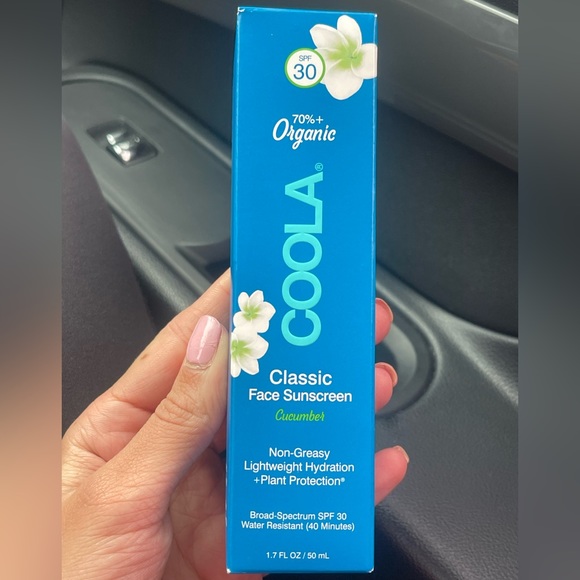 SPF
30
70%+
Organic
COOLA®
Classic
Face Sunscreen
Cucumber
Non-Greasy
Lightweight Hydration
+Plant Protection®
Broad-Spectrum SPF 30
Water Resistant (40 Minutes)
1.7 FL OZ / 50 mL